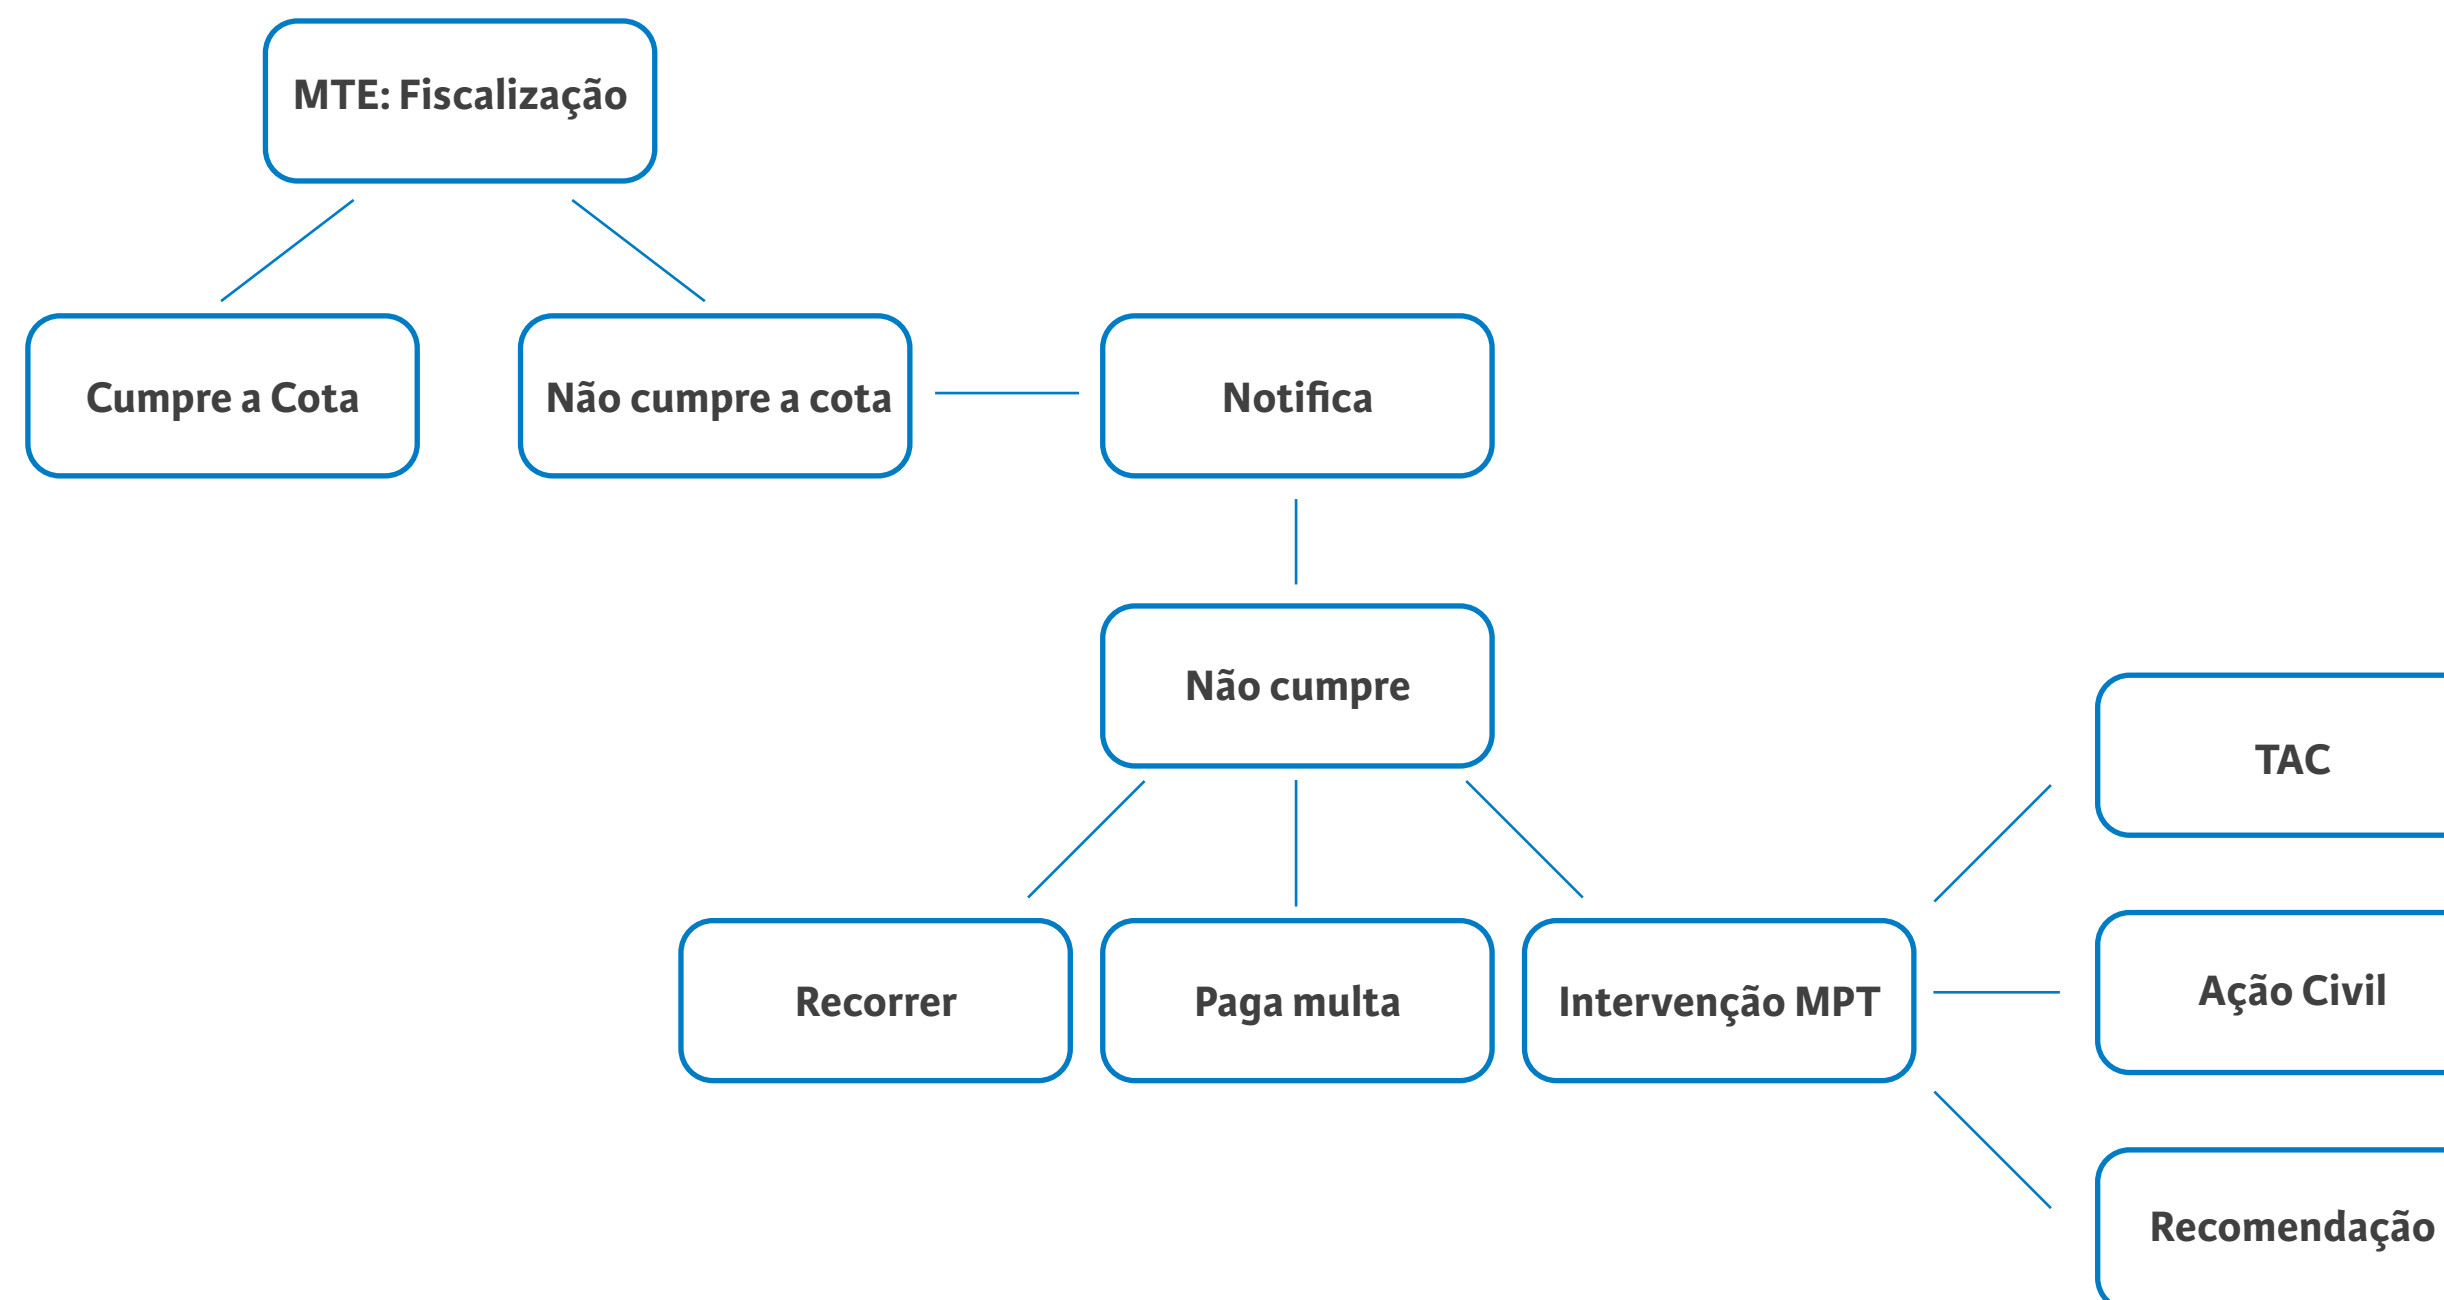 MTE: Fiscalização
Cumpre a Cota
Não cumpre a cota
Notifica
Não cumpre
TAC
Recorrer
Paga multa
Intervenção MPT
Ação Civil
Recomendação